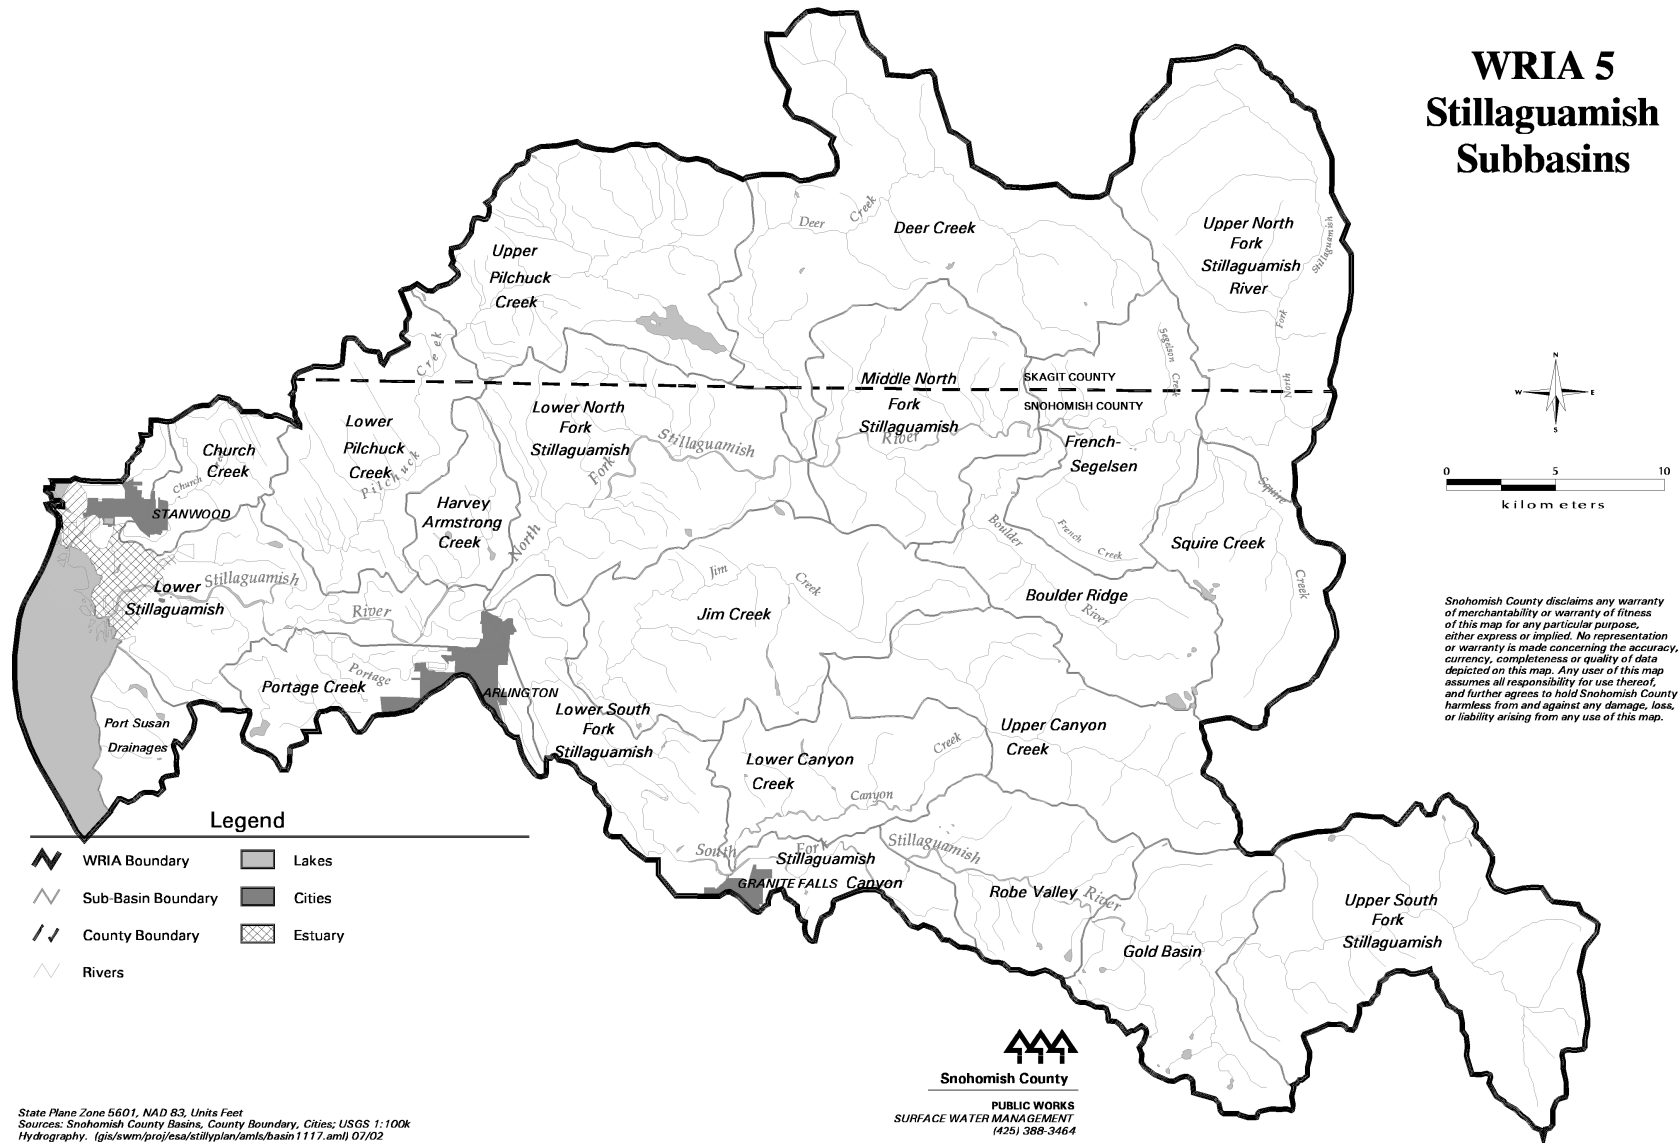 WRIA 5
Stillaguamish
Subbasins
Deer Creek
Deer
Creek
Upper North
Fork
Stillaguamish
River
Stillaguamish
Fork
North
Upper
Pilchuck
Creek
Creek
Segelson
Creek
SKAGIT COUNTY
SNOHOMISH COUNTY
Middle North
Fork
Stillaguamish
River
N
W
E
S
Lower North
Fork
Stillaguamish
Stillaguamish
Fork
North
Lower
Pilchuck
Creek
Pilchuck
Church
Creek
Church
French-
Segelsen
Squire
0
5
10
kilometers
STANWOOD
Harvey
Armstrong
Creek
Boulder
French
Creek
Squire Creek
Creek
Jim
Creek
Jim Creek
Boulder Ridge
River
Lower
Stillaguamish
Stillaguamish
River
Snohomish County disclaims any warranty
of merchantability or warranty of fitness
of this map for any particular purpose,
either express or implied. No representation
or warranty is made concerning the accuracy,
currency, completeness or quality of data
depicted on this map. Any user of this map
assumes all responsibility for use thereof,
and further agrees to hold Snohomish County
harmless from and against any damage, loss,
or liability arising from any use of this map.
Portage Creek
Portage
ARLINGTON
Port Susan
Drainages
Lower South
Fork
Stillaguamish
Lower Canyon
Creek
Creek
Canyon
Upper Canyon
Creek
South
Fork
Stillaguamish
Stillaguamish
Canyon
GRANITE FALLS
Robe Valley
River
Gold Basin
Upper South
Fork
Stillaguamish
Legend
WRIA Boundary
Lakes
Sub-Basin Boundary
Cities
County Boundary
Estuary
Rivers
Snohomish County
PUBLIC WORKS
SURFACE WATER MANAGEMENT
(425) 388-3464
State Plane Zone 5601, NAD 83, Units Feet
Sources: Snohomish County Basins, County Boundary, Cities; USGS 1:100k
Hydrography. (gis/swm/proj/esa/stillyplan/amls/basin1117.aml) 07/02